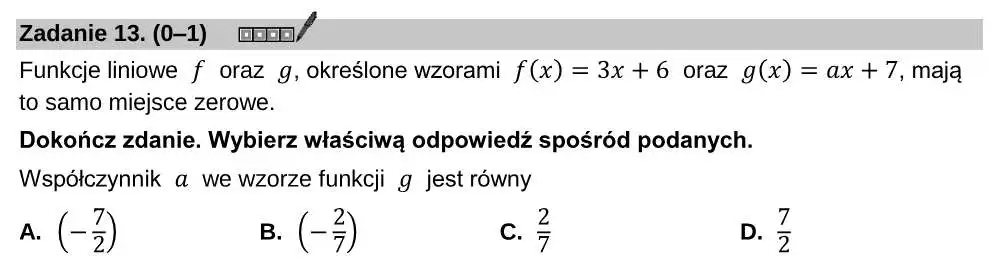 Zadanie 13. (0–1)
Funkcje liniowe f oraz g, określone wzorami f(x) = 3x + 6 oraz g(x) = ax + 7, mają
to samo miejsce zerowe.
Dokończ zdanie. Wybierz właściwą odpowiedź spośród podanych.
Współczynnik a we wzorze funkcji g jest równy
A. (−7/2) B. (−2/7) C. 2/7 D. 7/2